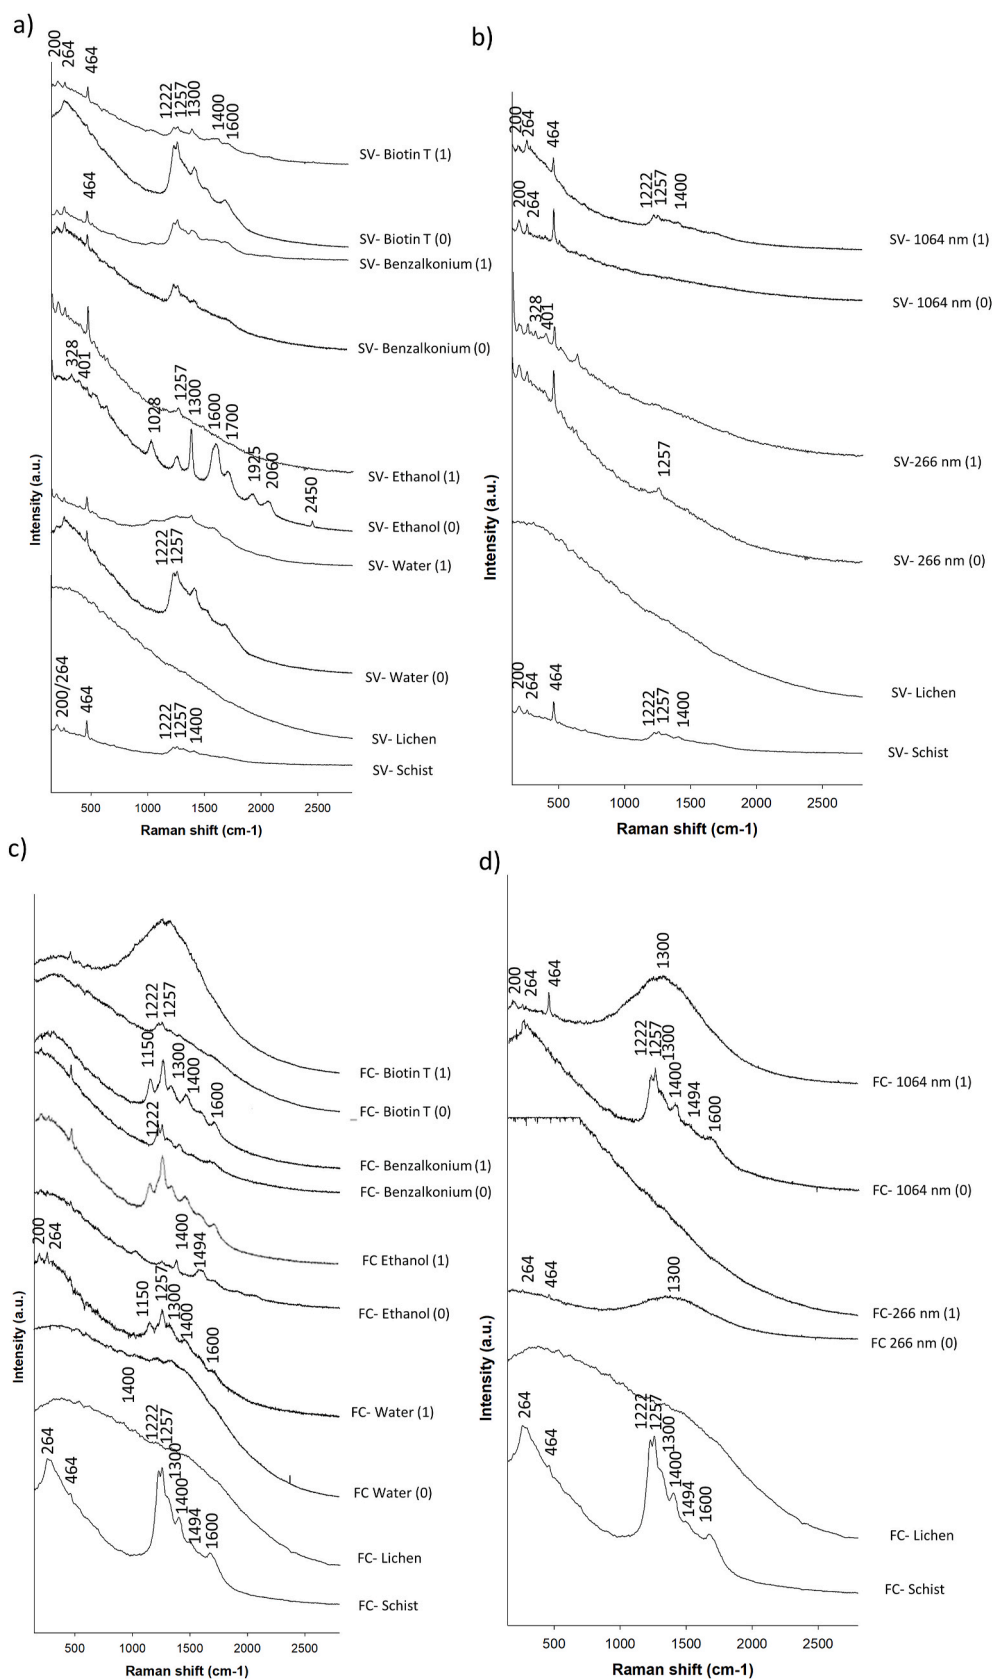 a)
200
264
464
1222
1257
1300
1400
1600
SV- Biotin T (1)
464
SV- Biotin T (0)
SV- Benzalkonium (1)
SV- Benzalkonium (0)
328
401
1028
1257
1300
1600
1700
1925
2060
2450
SV- Ethanol (1)
SV- Ethanol (0)
SV- Water (1)
1222
1257
SV- Water (0)
200/264
464
1222
1257
1400
SV- Lichen
SV- Schist
Intensity (a.u.)
500 1000 1500 2000 2500
Raman shift (cm-1)
b)
200
264
464
1222
1257
1400
SV- 1064 nm (1)
200
264
SV- 1064 nm (0)
328
401
SV-266 nm (1)
1257
SV- 266 nm (0)
SV- Lichen
200
264
464
1222
1257
1400
SV- Schist
Intensity (a.u.)
500 1000 1500 2000 2500
Raman shift (cm-1)
c)
FC- Biotin T (1)
1222
1257
FC- Biotin T (0)
1150
1300
1400
1600
FC- Benzalkonium (1)
1222
FC- Benzalkonium (0)
FC Ethanol (1)
1400
1494
FC- Ethanol (0)
200
264
1150
1257
1300
1400
1600
FC- Water (1)
1400
FC Water (0)
FC- Lichen
264
464
1222
1257
1300
1400
1494
1600
FC- Schist
Intensity (a.u.)
500 1000 1500 2000 2500
Raman shift (cm-1)
d)
200
264
464
1300
FC- 1064 nm (1)
1222
1257
1300
1400
1494
1600
FC- 1064 nm (0)
FC-266 nm (1)
264
464
1300
FC 266 nm (0)
FC- Lichen
264
464
1222
1257
1300
1400
1494
1600
FC- Schist
Intensity (a.u.)
500 1000 1500 2000 2500
Raman shift (cm-1)